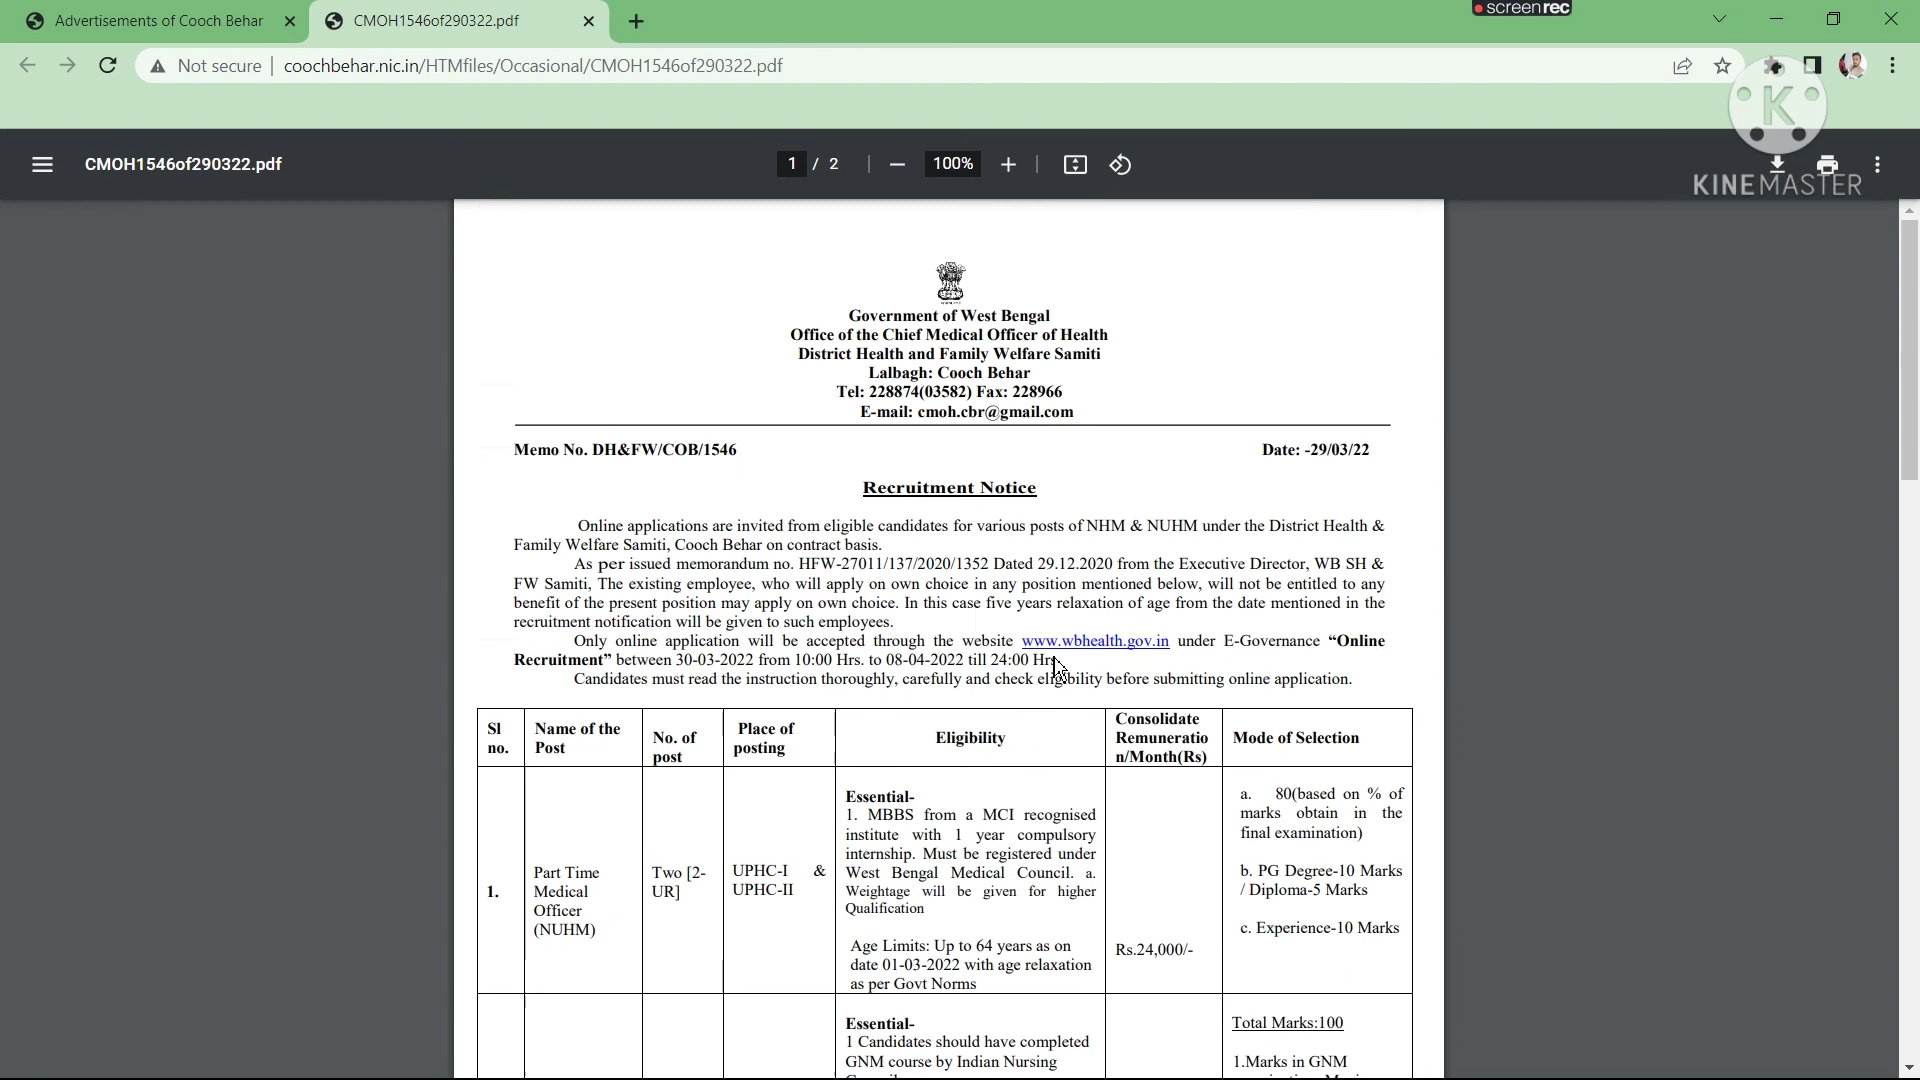 Advertisements of Cooch Behar
CMOH1546of290322.pdf
screenrec
Not secure | coochbehar.nic.in/HTMfiles/Occasional/CMOH1546of290322.pdf
K
CMOH1546of290322.pdf
1 / 2
100%
KINEMASTER
Government of West Bengal
Office of the Chief Medical Officer of Health
District Health and Family Welfare Samiti
Lalbagh: Cooch Behar
Tel: 228874(03582) Fax: 228966
E-mail: cmoh.cbr@gmail.com
Memo No. DH&FW/COB/1546
Date: -29/03/22
Recruitment Notice
Online applications are invited from eligible candidates for various posts of NHM & NUHM under the District Health &
Family Welfare Samiti, Cooch Behar on contract basis.
As per issued memorandum no. HFW-27011/137/2020/1352 Dated 29.12.2020 from the Executive Director, WB SH &
FW Samiti, The existing employee, who will apply on own choice in any position mentioned below, will not be entitled to any
benefit of the present position may apply on own choice. In this case five years relaxation of age from the date mentioned in the
recruitment notification will be given to such employees.
Only online application will be accepted through the website www.wbhealth.gov.in under E-Governance “Online
Recruitment” between 30-03-2022 from 10:00 Hrs. to 08-04-2022 till 24:00 Hrs.
Candidates must read the instruction thoroughly, carefully and check eligibility before submitting online application.
Sl
no.
Name of the
Post
No. of
post
Place of
posting
Eligibility
Consolidate
Remuneratio
n/Month(Rs)
Mode of Selection
1.
Part Time
Medical
Officer
(NUHM)
Two [2-
UR]
UPHC-I &
UPHC-II
Essential-
1. MBBS from a MCI recognised
institute with 1 year compulsory
internship. Must be registered under
West Bengal Medical Council. a.
Weightage will be given for higher
Qualification
Age Limits: Up to 64 years as on
date 01-03-2022 with age relaxation
as per Govt Norms
Rs.24,000/-
a. 80(based on % of
marks obtain in the
final examination)
b. PG Degree-10 Marks
/ Diploma-5 Marks
c. Experience-10 Marks
Essential-
1 Candidates should have completed
GNM course by Indian Nursing
Total Marks:100
1.Marks in GNM